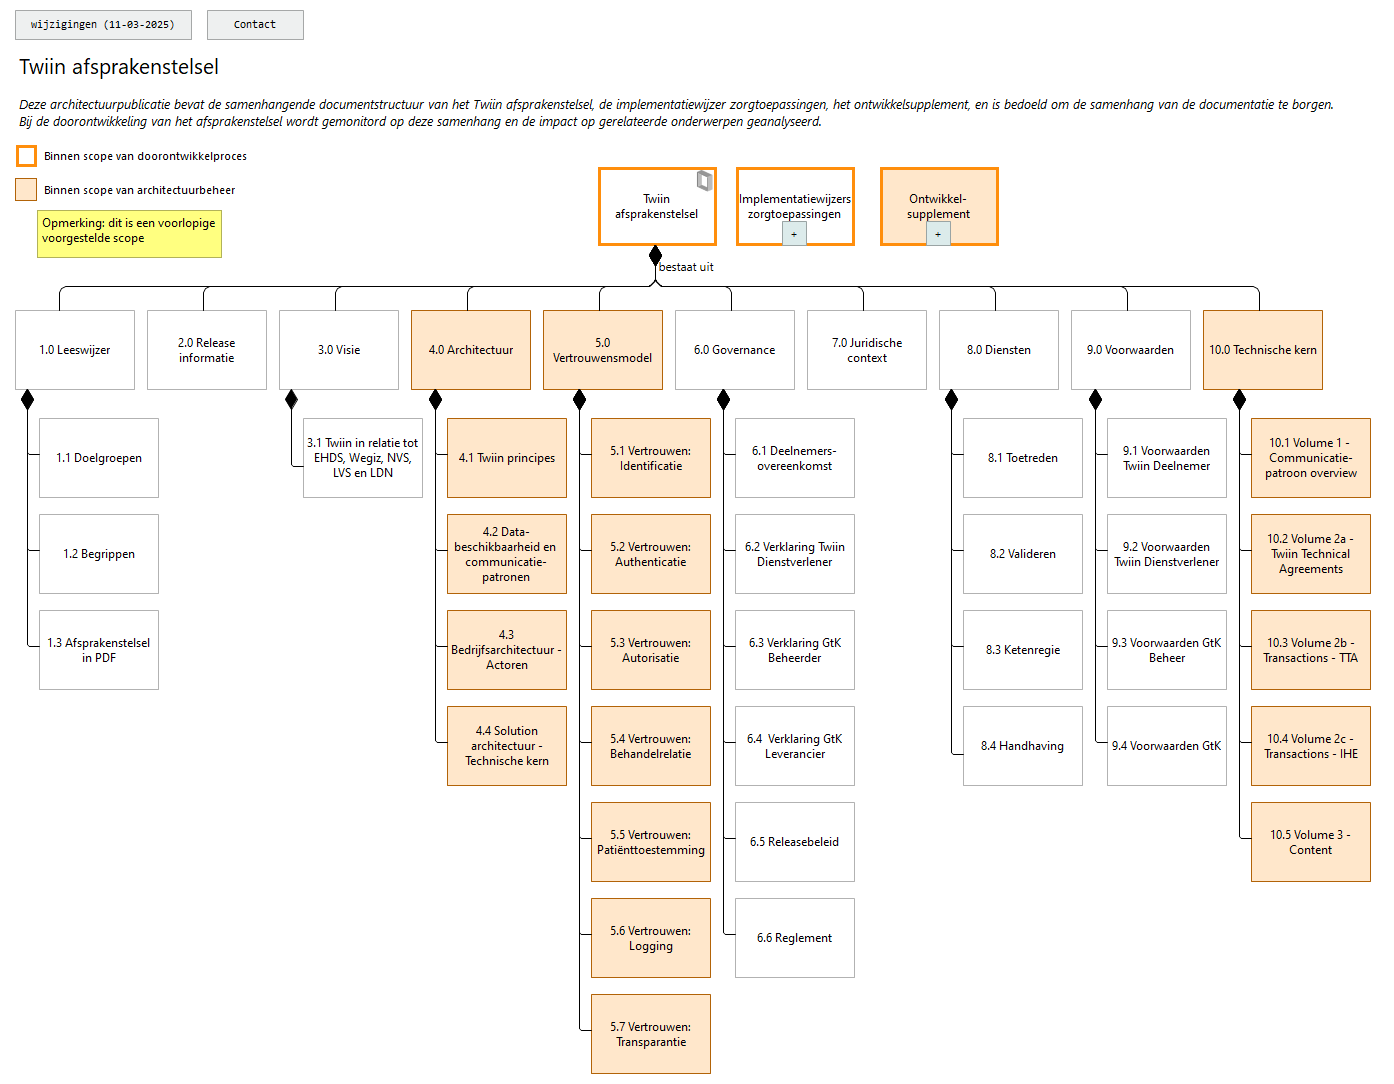 wijzigingen (11-03-2025)
Contact
Twiin afsprakenstelsel
Deze architectuurpublicatie bevat de samenhangende documentstructuur van het Twiin afsprakenstelsel, de implementatiewijzer zorgtoepassingen, het ontwikkelsupplement, en is bedoeld om de samenhang van de documentatie te borgen.
Bij de doorontwikkeling van het afsprakenstelsel wordt gemonitord op deze samenhang en de impact op gerelateerde onderwerpen geanalyseerd.
Binnen scope van doorontwikkelproces
Binnen scope van architectuurbeheer
Opmerking: dit is een voorlopige
voorgestelde scope
Twiin
afsprakenstelsel
Implementatiewijzers
zorgtoepassingen
+
Ontwikkel-
supplement
+
bestaat uit
1.0 Leeswijzer
2.0 Release
informatie
3.0 Visie
4.0 Architectuur
5.0
Vertrouwensmodel
6.0 Governance
7.0 Juridische
context
8.0 Diensten
9.0 Voorwaarden
10.0 Technische kern
1.1 Doelgroepen
1.2 Begrippen
1.3 Afsprakenstelsel
in PDF
3.1 Twiin in relatie tot
EHDS, Wegiz, NVS,
LVS en LDN
4.1 Twiin principes
4.2 Data-
beschikbaarheid en
communicatie-
patronen
4.3
Bedrijfsarchitectuur -
Actoren
4.4 Solution
architectuur -
Technische kern
5.1 Vertrouwen:
Identificatie
5.2 Vertrouwen:
Authenticatie
5.3 Vertrouwen:
Autorisatie
5.4 Vertrouwen:
Behandelrelatie
5.5 Vertrouwen:
Patiënttoestemming
5.6 Vertrouwen:
Logging
5.7 Vertrouwen:
Transparantie
6.1 Deelnemers-
overeenkomst
6.2 Verklaring Twiin
Dienstverlener
6.3 Verklaring GtK
Beheerder
6.4 Verklaring GtK
Leverancier
6.5 Releasebeleid
6.6 Reglement
8.1 Toetreden
8.2 Valideren
8.3 Ketenregie
8.4 Handhaving
9.1 Voorwaarden
Twiin Deelnemer
9.2 Voorwaarden
Twiin Dienstverlener
9.3 Voorwaarden GtK
Beheer
9.4 Voorwaarden GtK
10.1 Volume 1 -
Communicatie-
patroon overview
10.2 Volume 2a -
Twiin Technical
Agreements
10.3 Volume 2b -
Transactions - TTA
10.4 Volume 2c -
Transactions - IHE
10.5 Volume 3 -
Content